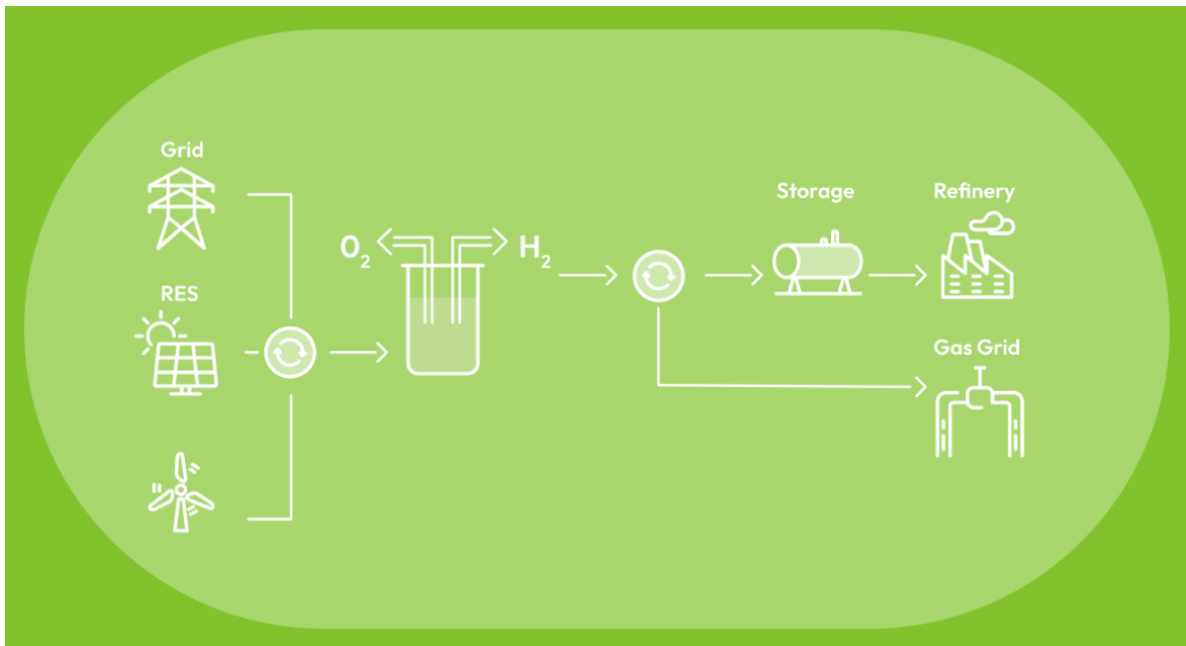 Grid
RES
O₂
H₂
Storage
Refinery
Gas Grid